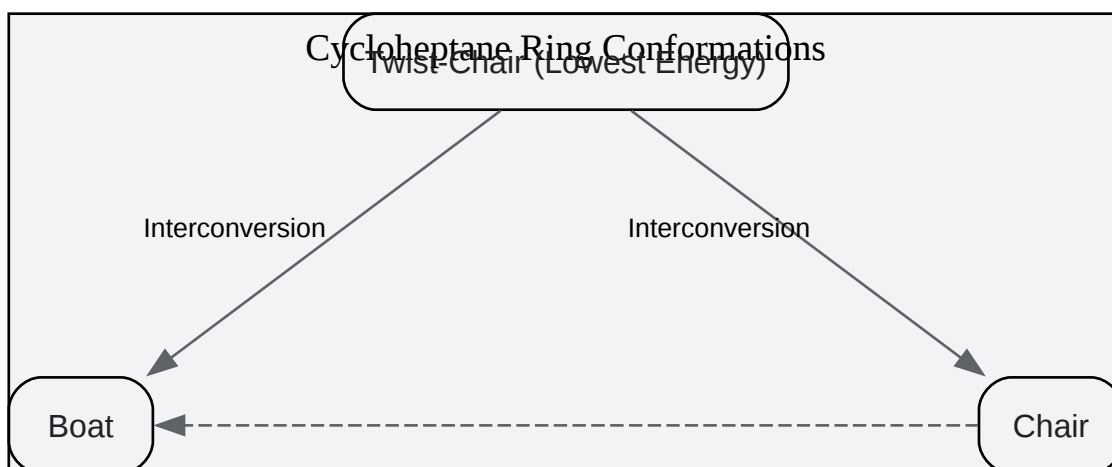 Cycloheptane Ring Conformations
Twist-Chair (Lowest Energy)
Interconversion
Interconversion
Boat
Chair